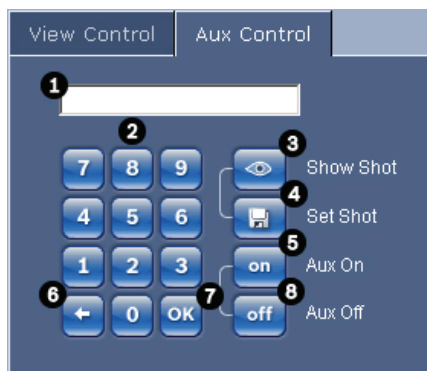 View Control Aux Control
1
2
3
7 8 9 Show Shot
4
4 5 6 Set Shot
5
1 2 3 on Aux On
6 7 8
0 OK off Aux Off